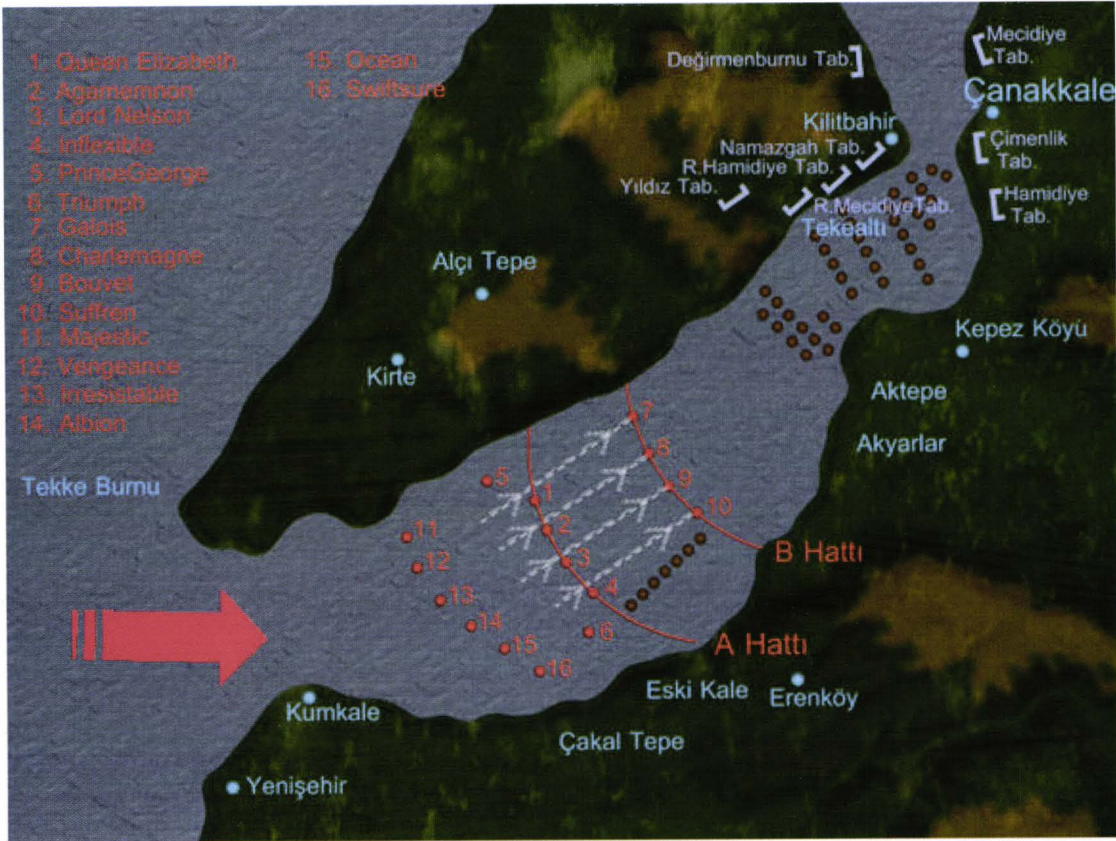 1. Queen Elizabeth
2. Agamemnon
3. Lord Nelson
4. Inflexible
5. PrinceGeorge
6. Triumph
7. Galois
8. Charlemagne
9. Bouvet
10. Suffren
11. Majestic
12. Vengeance
13. Irresistable
14. Albion
15. Ocean
16. Swiftsure
Değirmenburnu Tab.
Mecidiye
Tab.
Çanakkale
Kilitbahir
Çimenlik
Tab.
Namazgah Tab.
R.Hamidiye Tab.
Yıldız Tab.
Hamidiye
Tab.
R.MecidiyeTab.
Tekealtı
Alçı Tepe
Kepez Köyü
Kirte
Aktepe
Akyarlar
Tekke Burnu
7
8
5
9
1
10
2
11
B Hattı
3
12
4
13
14
6
A Hattı
15
16
Eski Kale
Erenköy
Kumkale
Çakal Tepe
Yenişehir